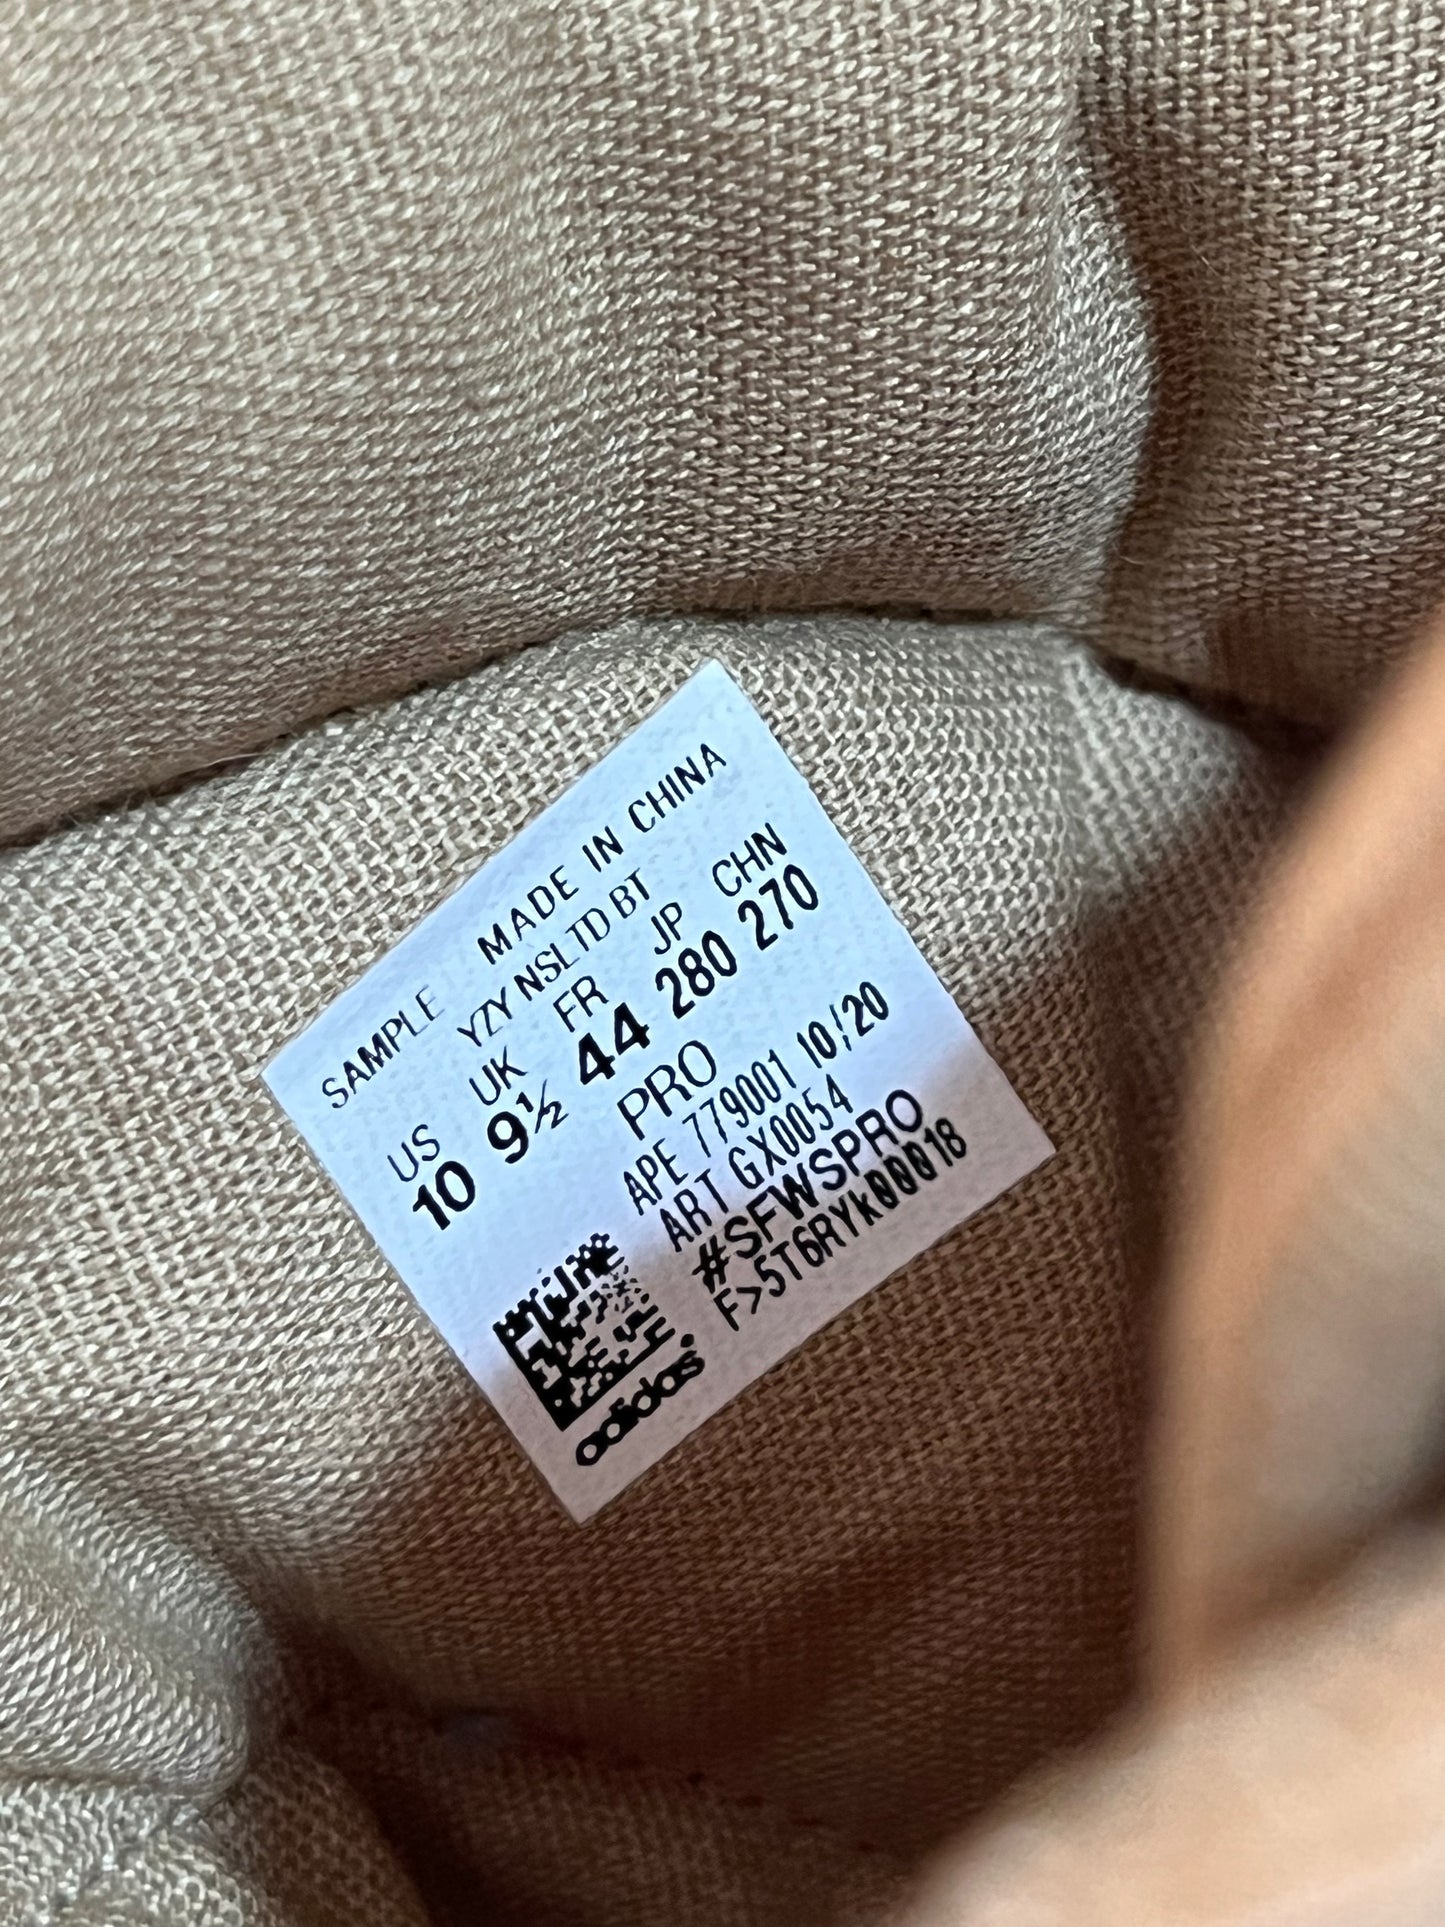 SAMPLE MADE IN CHINA
YZY NSLTD BT
US UK FR JP CHN
10 9½ 44 280 270
PRO
APE 779001 10/20
ART GX0054
#SFWSPRO
F>5T6RYK00018
adidas